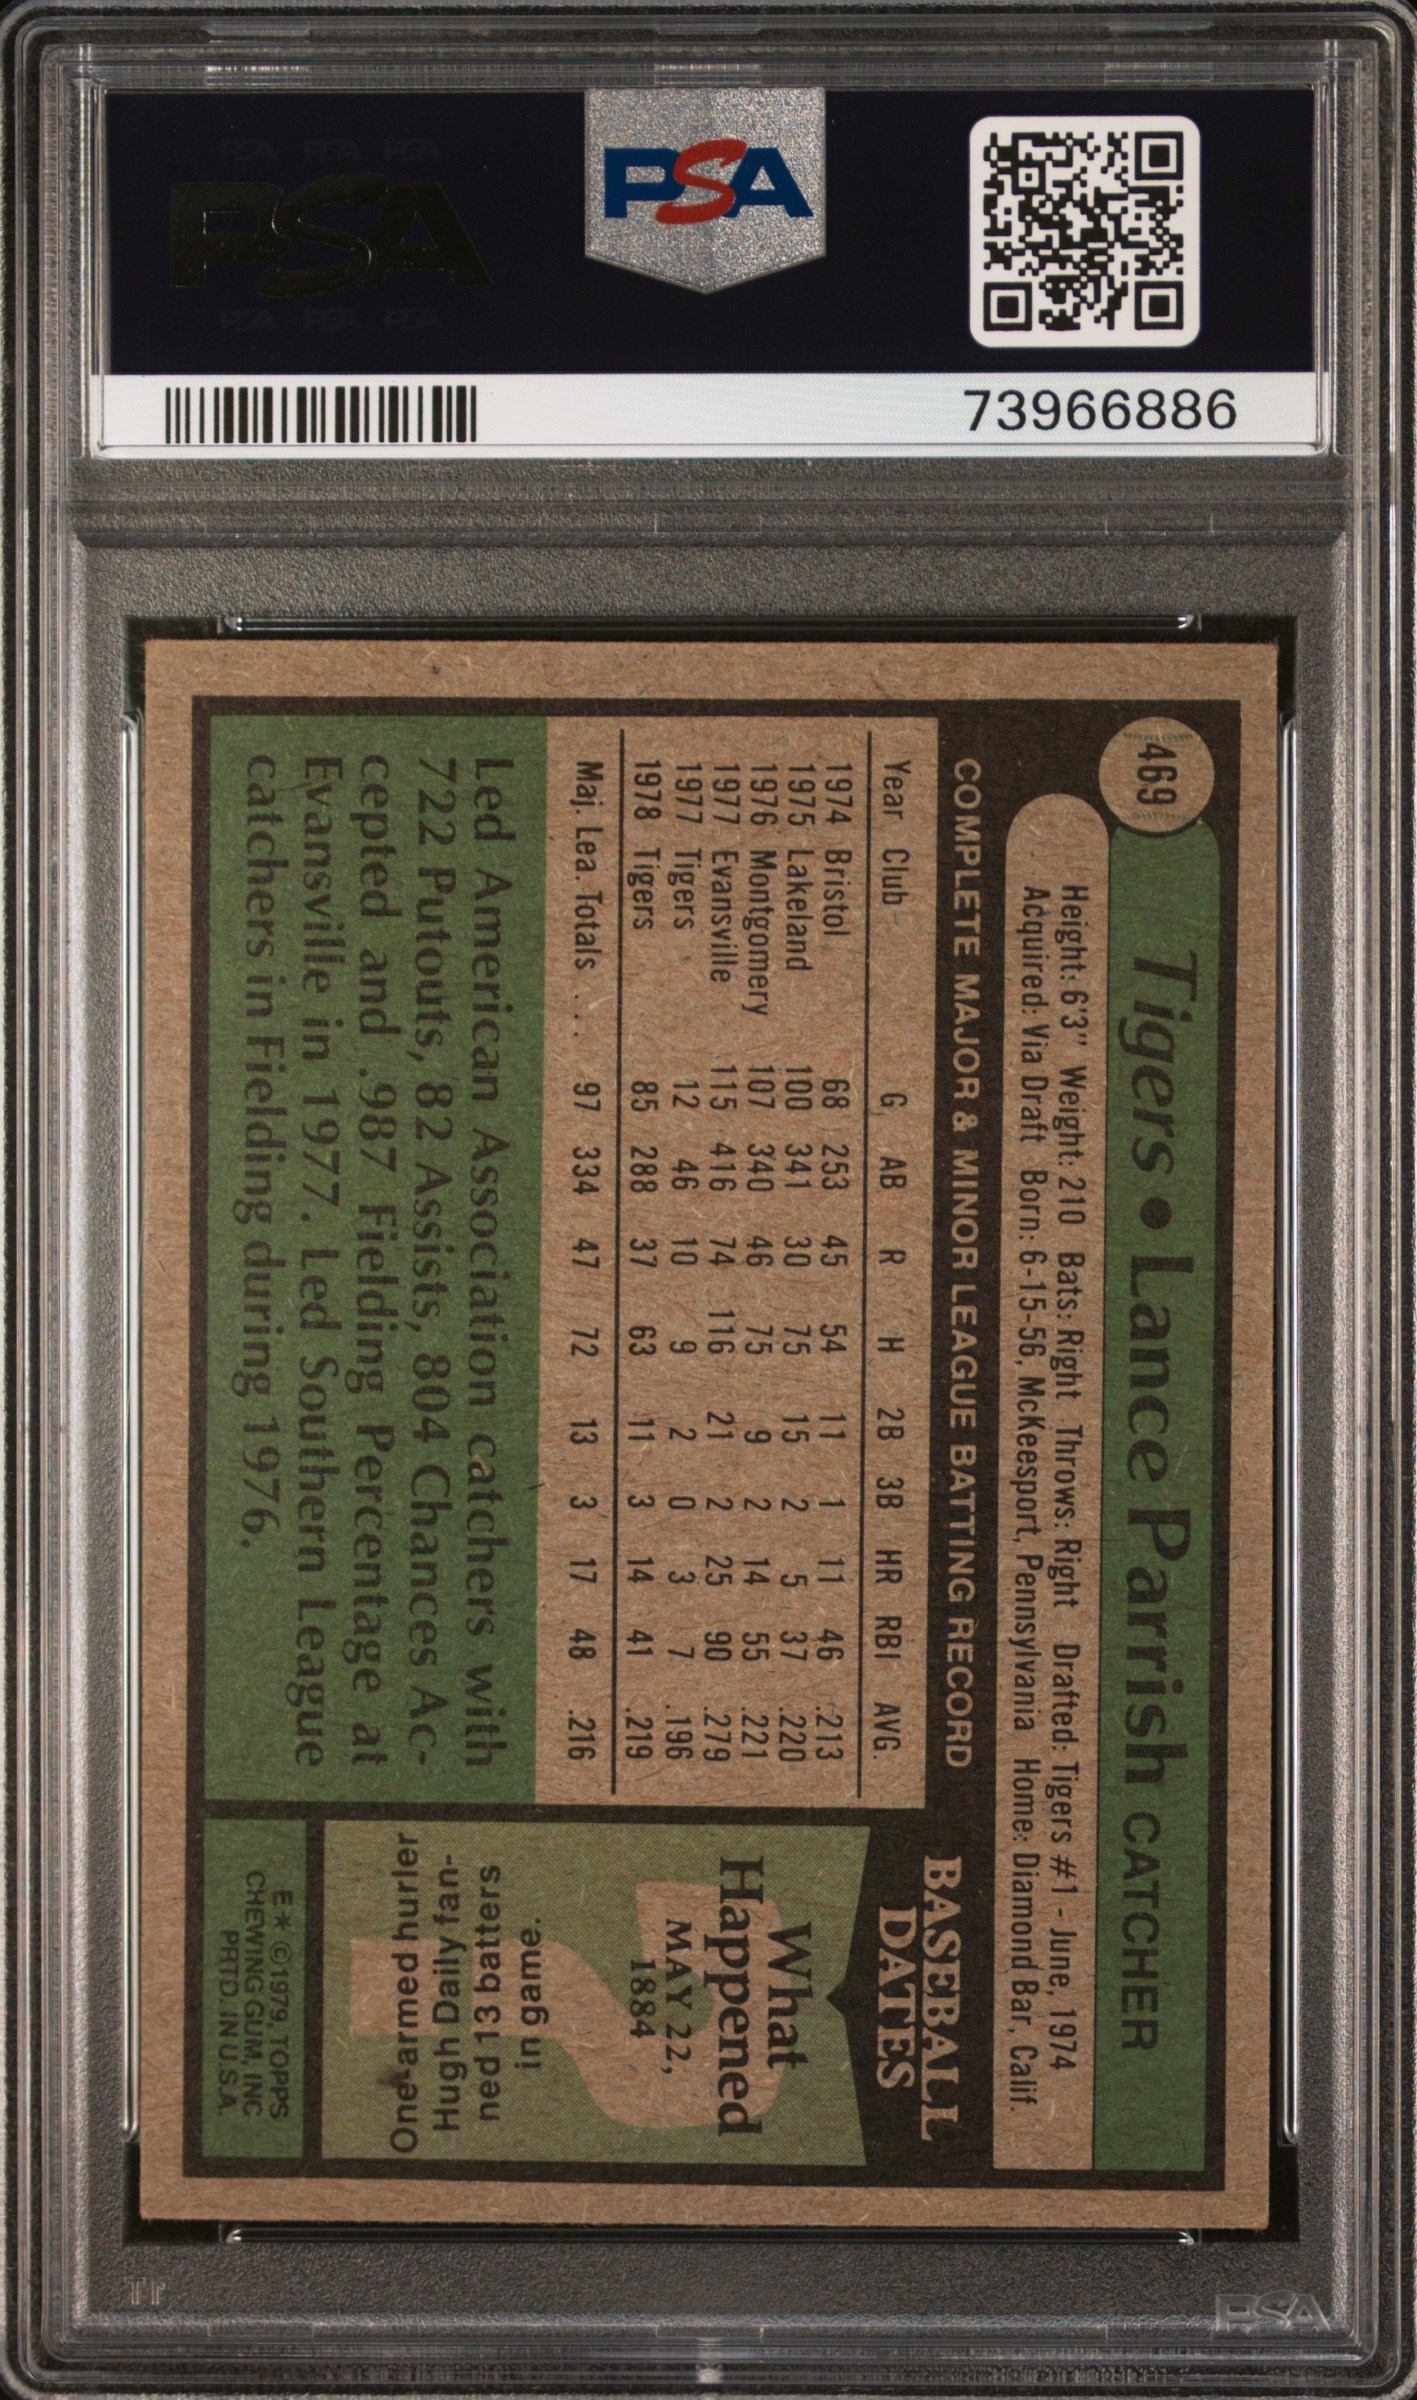 PSA PSA PSA
PSA
PSA PSA PSA
PSA
73966886
469
Tigers • Lance Parrish CATCHER
Height: 6'3" Weight: 210 Bats: Right Throws: Right Drafted: Tigers #1 - June, 1974
Acquired: Via Draft Born: 6-15-56, McKeesport, Pennsylvania Home: Diamond Bar, Calif.
COMPLETE MAJOR & MINOR LEAGUE BATTING RECORD
Year Club G AB R H 2B 3B HR RBI AVG.
1974 Bristol 68 253 45 54 11 1 11 46 .213
1975 Lakeland 100 341 30 75 15 2 5 37 .220
1976 Montgomery 107 340 46 75 9 2 14 55 .221
1977 Evansville 115 416 74 116 21 2 25 90 .279
1977 Tigers 12 46 10 9 2 0 3 7 .196
1978 Tigers 85 288 37 63 11 3 14 41 .219
Maj. Lea. Totals . . . 97 334 47 72 13 3 17 48 .216
Led American Association catchers with
722 Putouts, 82 Assists, 804 Chances Ac-
cepted and .987 Fielding Percentage at
Evansville in 1977. Led Southern League
catchers in Fielding during 1976.
BASEBALL
DATES
What
Happened
MAY 22,
1884
?
in game.
ned 13 batters
Hugh Daily fan-
One-armed hurler
E✻ ©1979, TOPPS
CHEWING GUM, INC
PRTD. IN U.S.A.
PSA